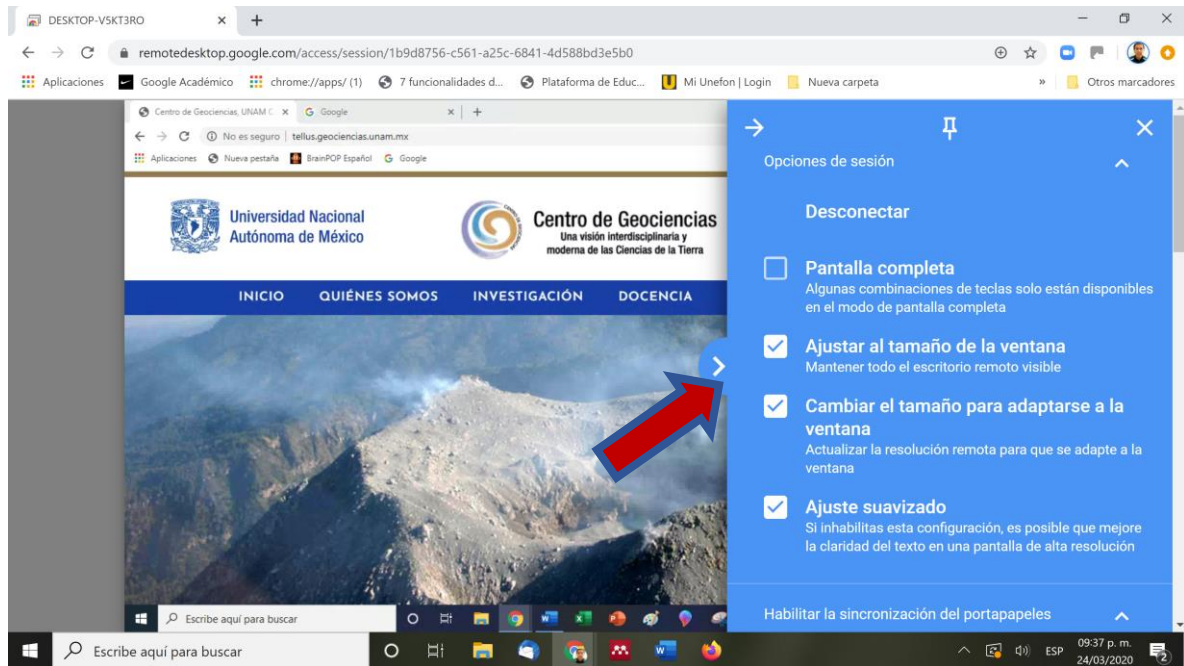 DESKTOP-V5KT3RO
remotedesktop.google.com/access/session/1b9d8756-c561-a25c-6841-4d588bd3e5b0
Aplicaciones Google Académico chrome://apps/ (1) 7 funcionalidades d... Plataforma de Educ... Mi Unefon | Login Nueva carpeta » Otros marcadores
Centro de Geociencias, UNAM C Google
No es seguro | tellus.geociencias.unam.mx
Aplicaciones Nueva pestaña BrainPOP Español Google
Universidad Nacional
Autónoma de México
Centro de Geociencias
Una visión interdisciplinaria y
moderna de las Ciencias de la Tierra
INICIO QUIÉNES SOMOS INVESTIGACIÓN DOCENCIA
Escribe aquí para buscar
Opciones de sesión
Desconectar
Pantalla completa
Algunas combinaciones de teclas solo están disponibles
en el modo de pantalla completa
Ajustar al tamaño de la ventana
Mantener todo el escritorio remoto visible
Cambiar el tamaño para adaptarse a la
ventana
Actualizar la resolución remota para que se adapte a la
ventana
Ajuste suavizado
Si inhabilitas esta configuración, es posible que mejore
la claridad del texto en una pantalla de alta resolución
Habilitar la sincronización del portapapeles
Escribe aquí para buscar
ESP
09:37 p. m.
24/03/2020
2